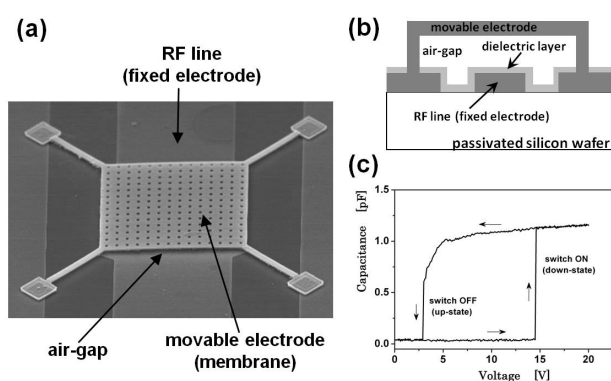 (a)
RF line
(fixed electrode)
air-gap
movable electrode
(membrane)
(b)
movable electrode
air-gap
dielectric layer
RF line (fixed electrode)
passivated silicon wafer
(c)
Capacitance [pF]
1.5
1.0
0.5
0.0
switch ON
(down-state)
switch OFF
(up-state)
0
5
10
15
20
Voltage [V]